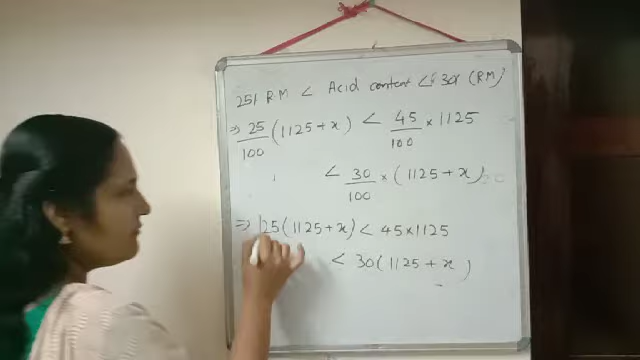 25% RM < Acid content < 30% (RM)
⇒ 25/100 (1125 + x) < 45/100 × 1125
< 30/100 × (1125 + x)
⇒ 25(1125 + x) < 45×1125
< 30(1125 + x)